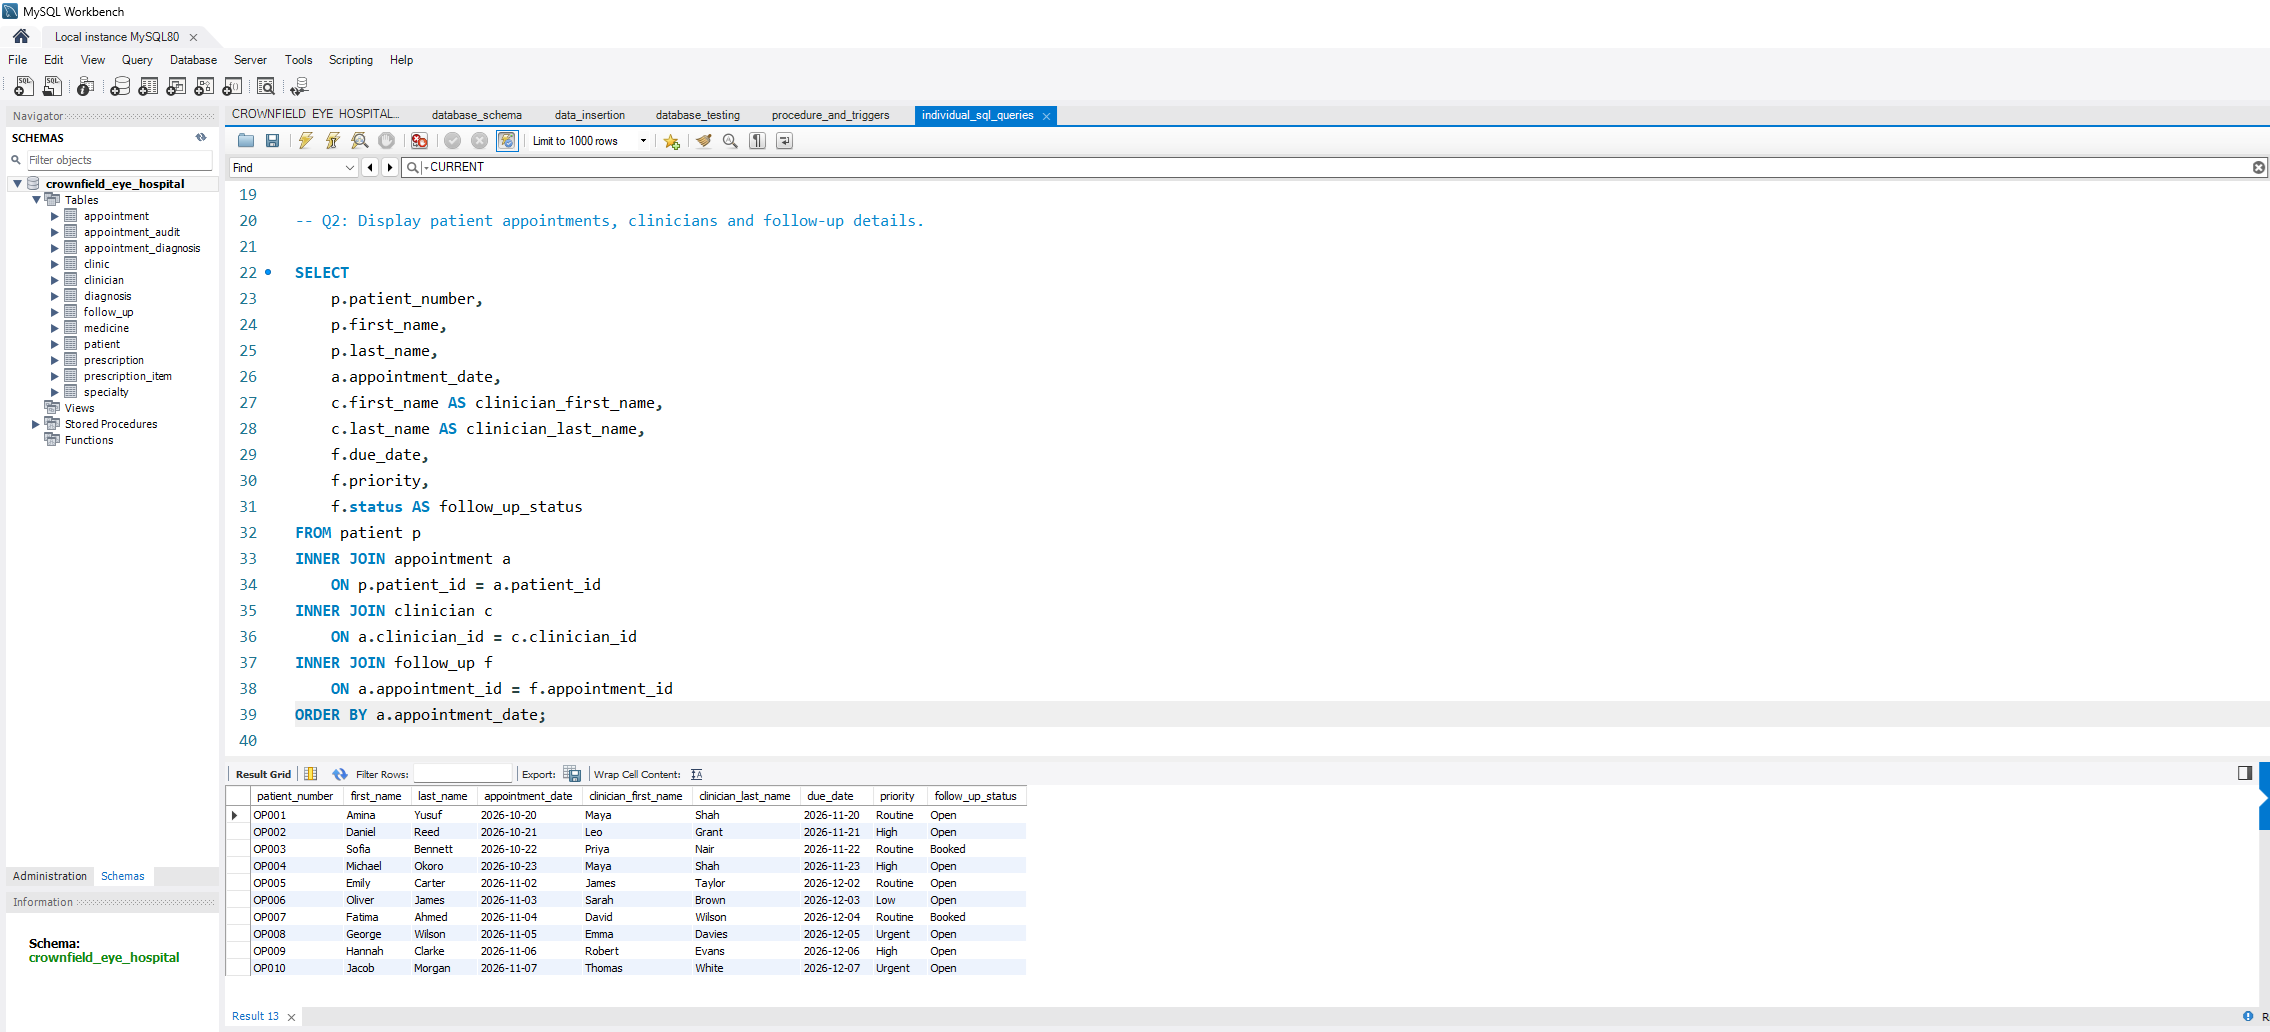 MySQL Workbench
Local instance MySQL80
File Edit View Query Database Server Tools Scripting Help
Navigator
SCHEMAS
Filter objects
crownfield_eye_hospital
Tables
appointment
appointment_audit
appointment_diagnosis
clinic
clinician
diagnosis
follow_up
medicine
patient
prescription
prescription_item
specialty
Views
Stored Procedures
Functions
Administration Schemas
Information
Schema:
crownfield_eye_hospital
CROWNFIELD EYE HOSPITAL... database_schema data_insertion database_testing procedure_and_triggers individual_sql_queries
Limit to 1000 rows
Find CURRENT
19
20 -- Q2: Display patient appointments, clinicians and follow-up details.
21
22 SELECT
23 p.patient_number,
24 p.first_name,
25 p.last_name,
26 a.appointment_date,
27 c.first_name AS clinician_first_name,
28 c.last_name AS clinician_last_name,
29 f.due_date,
30 f.priority,
31 f.status AS follow_up_status
32 FROM patient p
33 INNER JOIN appointment a
34 ON p.patient_id = a.patient_id
35 INNER JOIN clinician c
36 ON a.clinician_id = c.clinician_id
37 INNER JOIN follow_up f
38 ON a.appointment_id = f.appointment_id
39 ORDER BY a.appointment_date;
40
Result Grid Filter Rows: Export: Wrap Cell Content:
patient_number first_name last_name appointment_date clinician_first_name clinician_last_name due_date priority follow_up_status
OP001 Amina Yusuf 2026-10-20 Maya Shah 2026-11-20 Routine Open
OP002 Daniel Reed 2026-10-21 Leo Grant 2026-11-21 High Open
OP003 Sofia Bennett 2026-10-22 Priya Nair 2026-11-22 Routine Booked
OP004 Michael Okoro 2026-10-23 Maya Shah 2026-11-23 High Open
OP005 Emily Carter 2026-11-02 James Taylor 2026-12-02 Routine Open
OP006 Oliver James 2026-11-03 Sarah Brown 2026-12-03 Low Open
OP007 Fatima Ahmed 2026-11-04 David Wilson 2026-12-04 Routine Booked
OP008 George Wilson 2026-11-05 Emma Davies 2026-12-05 Urgent Open
OP009 Hannah Clarke 2026-11-06 Robert Evans 2026-12-06 High Open
OP010 Jacob Morgan 2026-11-07 Thomas White 2026-12-07 Urgent Open
Result 13
R